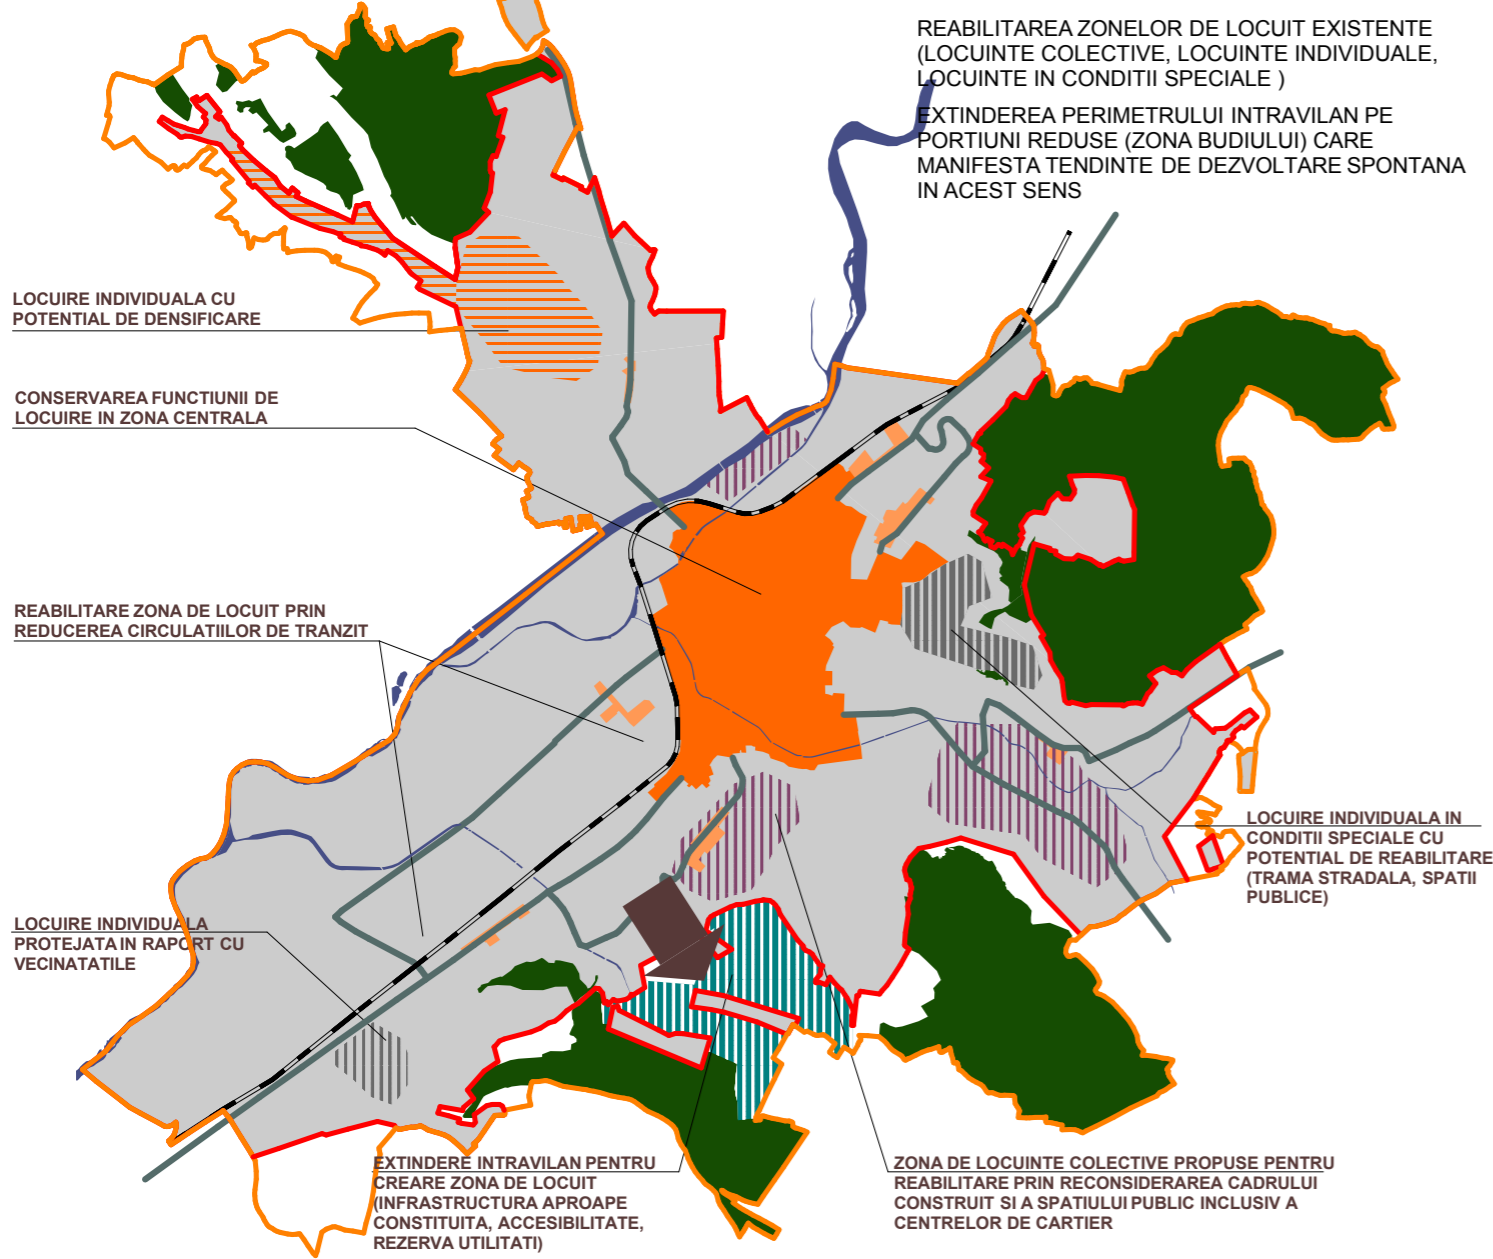 REABILITAREA ZONELOR DE LOCUIT EXISTENTE
(LOCUINTE COLECTIVE, LOCUINTE INDIVIDUALE,
LOCUINTE IN CONDITII SPECIALE )
EXTINDEREA PERIMETRULUI INTRAVILAN PE
PORTIUNI REDUSE (ZONA BUDIULUI) CARE
MANIFESTA TENDINTE DE DEZVOLTARE SPONTANA
IN ACEST SENS
LOCUIRE INDIVIDUALA CU
POTENTIAL DE DENSIFICARE
CONSERVAREA FUNCTIUNII DE
LOCUIRE IN ZONA CENTRALA
REABILITARE ZONA DE LOCUIT PRIN
REDUCEREA CIRCULATIILOR DE TRANZIT
LOCUIRE INDIVIDUALA IN
CONDITII SPECIALE CU
POTENTIAL DE REABILITARE
(TRAMA STRADALA, SPATII
PUBLICE)
LOCUIRE INDIVIDUALA
PROTEJATA IN RAPORT CU
VECINATATILE
EXTINDERE INTRAVILAN PENTRU
CREARE ZONA DE LOCUIT
(INFRASTRUCTURA APROAPE
CONSTITUITA, ACCESIBILITATE,
REZERVA UTILITATI)
ZONA DE LOCUINTE COLECTIVE PROPUSE PENTRU
REABILITARE PRIN RECONSIDERAREA CADRULUI
CONSTRUIT SI A SPATIULUI PUBLIC INCLUSIV A
CENTRELOR DE CARTIER